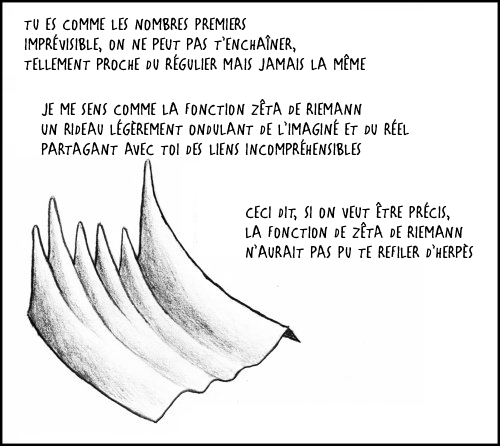 TU ES COMME LES NOMBRES PREMIERS
IMPRÉVISIBLE, ON NE PEUT PAS T'ENCHAÎNER,
TELLEMENT PROCHE DU RÉGULIER MAIS JAMAIS LA MÊME
JE ME SENS COMME LA FONCTION ZÊTA DE RIEMANN
UN RIDEAU LÉGÈREMENT ONDULANT DE L'IMAGINÉ ET DU RÉEL
PARTAGANT AVEC TOI DES LIENS INCOMPRÉHENSIBLES
CECI DIT, SI ON VEUT ÊTRE PRÉCIS,
LA FONCTION DE ZÊTA DE RIEMANN
N'AURAIT PAS PU TE REFILER D'HERPÈS